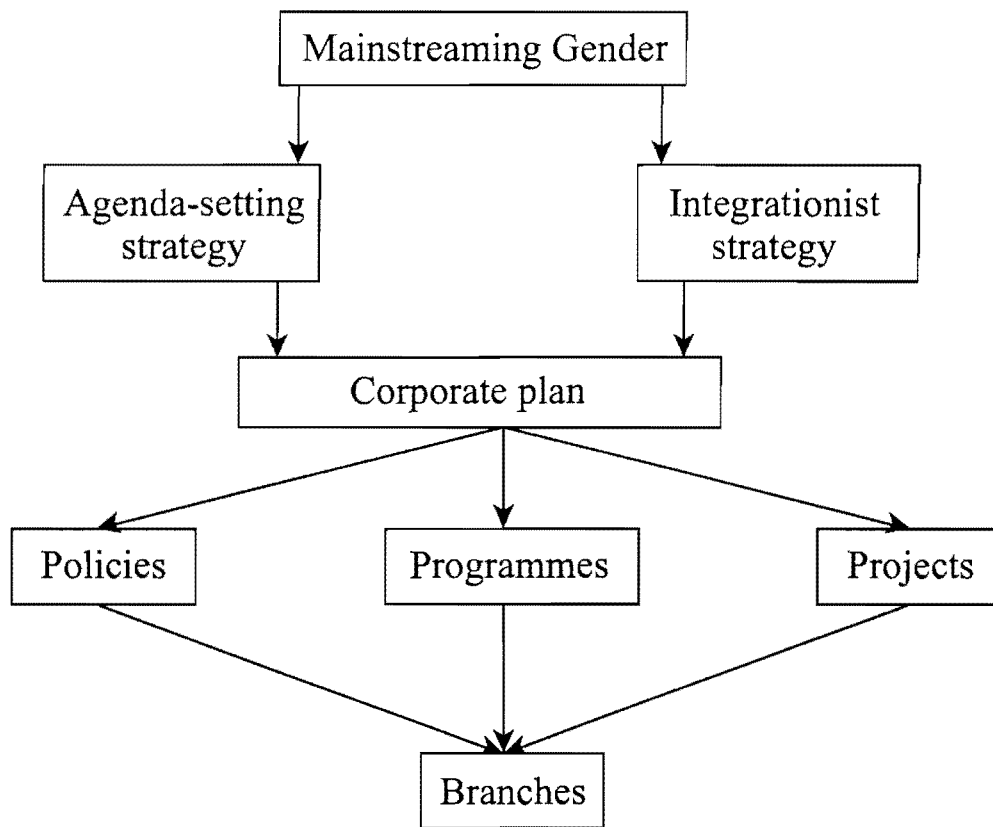 Mainstreaming Gender
Agenda-setting
strategy
Integrationist
strategy
Corporate plan
Policies
Programmes
Projects
Branches